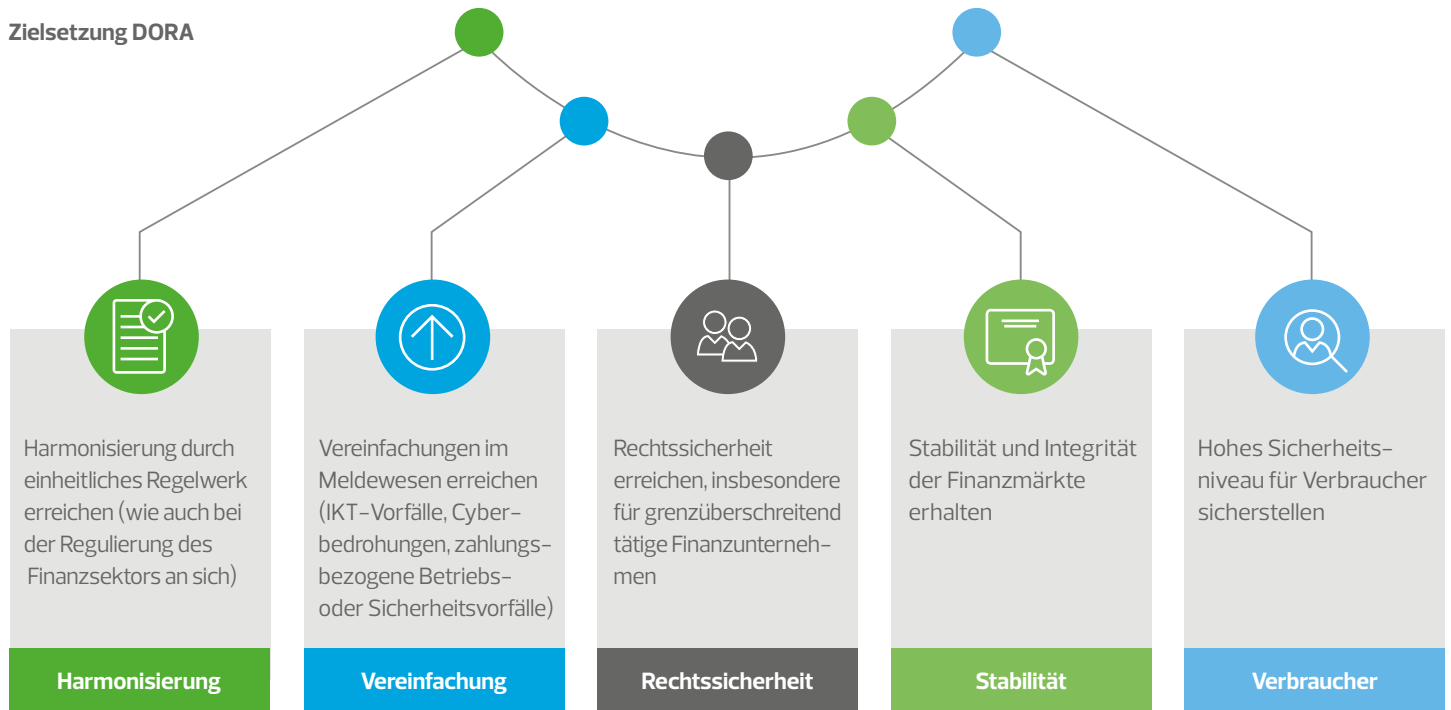 Zielsetzung DORA
Harmonisierung durch
einheitliches Regelwerk
erreichen (wie auch bei
der Regulierung des
Finanzsektors an sich)
Harmonisierung
Vereinfachungen im
Meldewesen erreichen
(IKT-Vorfälle, Cyber-
bedrohungen, zahlungs-
bezogene Betriebs-
oder Sicherheitsvorfälle)
Vereinfachung
Rechtssicherheit
erreichen, insbesondere
für grenzüberschreitend
tätige Finanzunterneh-
men
Rechtssicherheit
Stabilität und Integrität
der Finanzmärkte
erhalten
Stabilität
Hohes Sicherheits-
niveau für Verbraucher
sicherstellen
Verbraucher